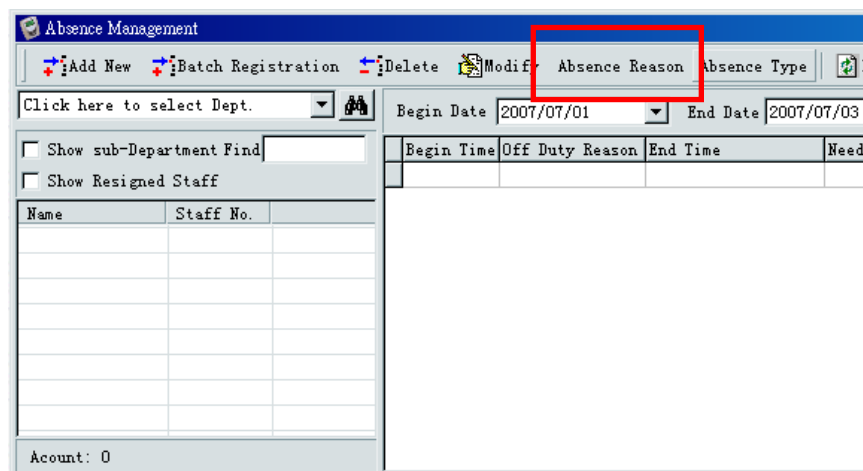 Absence Management
Add New Batch Registration Delete Modify Absence Reason Absence Type
Click here to select Dept.
Begin Date 2007/07/01 End Date 2007/07/03
Show sub-Department Find
Show Resigned Staff
Begin Time Off Duty Reason End Time Need
Name Staff No.
Acount: 0